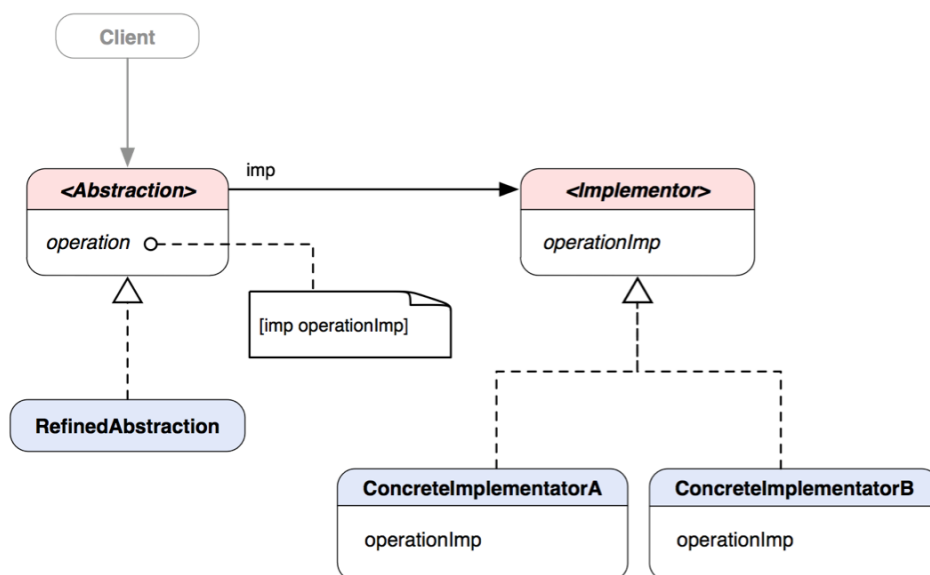 Client
<Abstraction>
imp
<Implementor>
operation
operationImp
[imp operationImp]
RefinedAbstraction
ConcreteImplementatorA
ConcreteImplementatorB
operationImp
operationImp